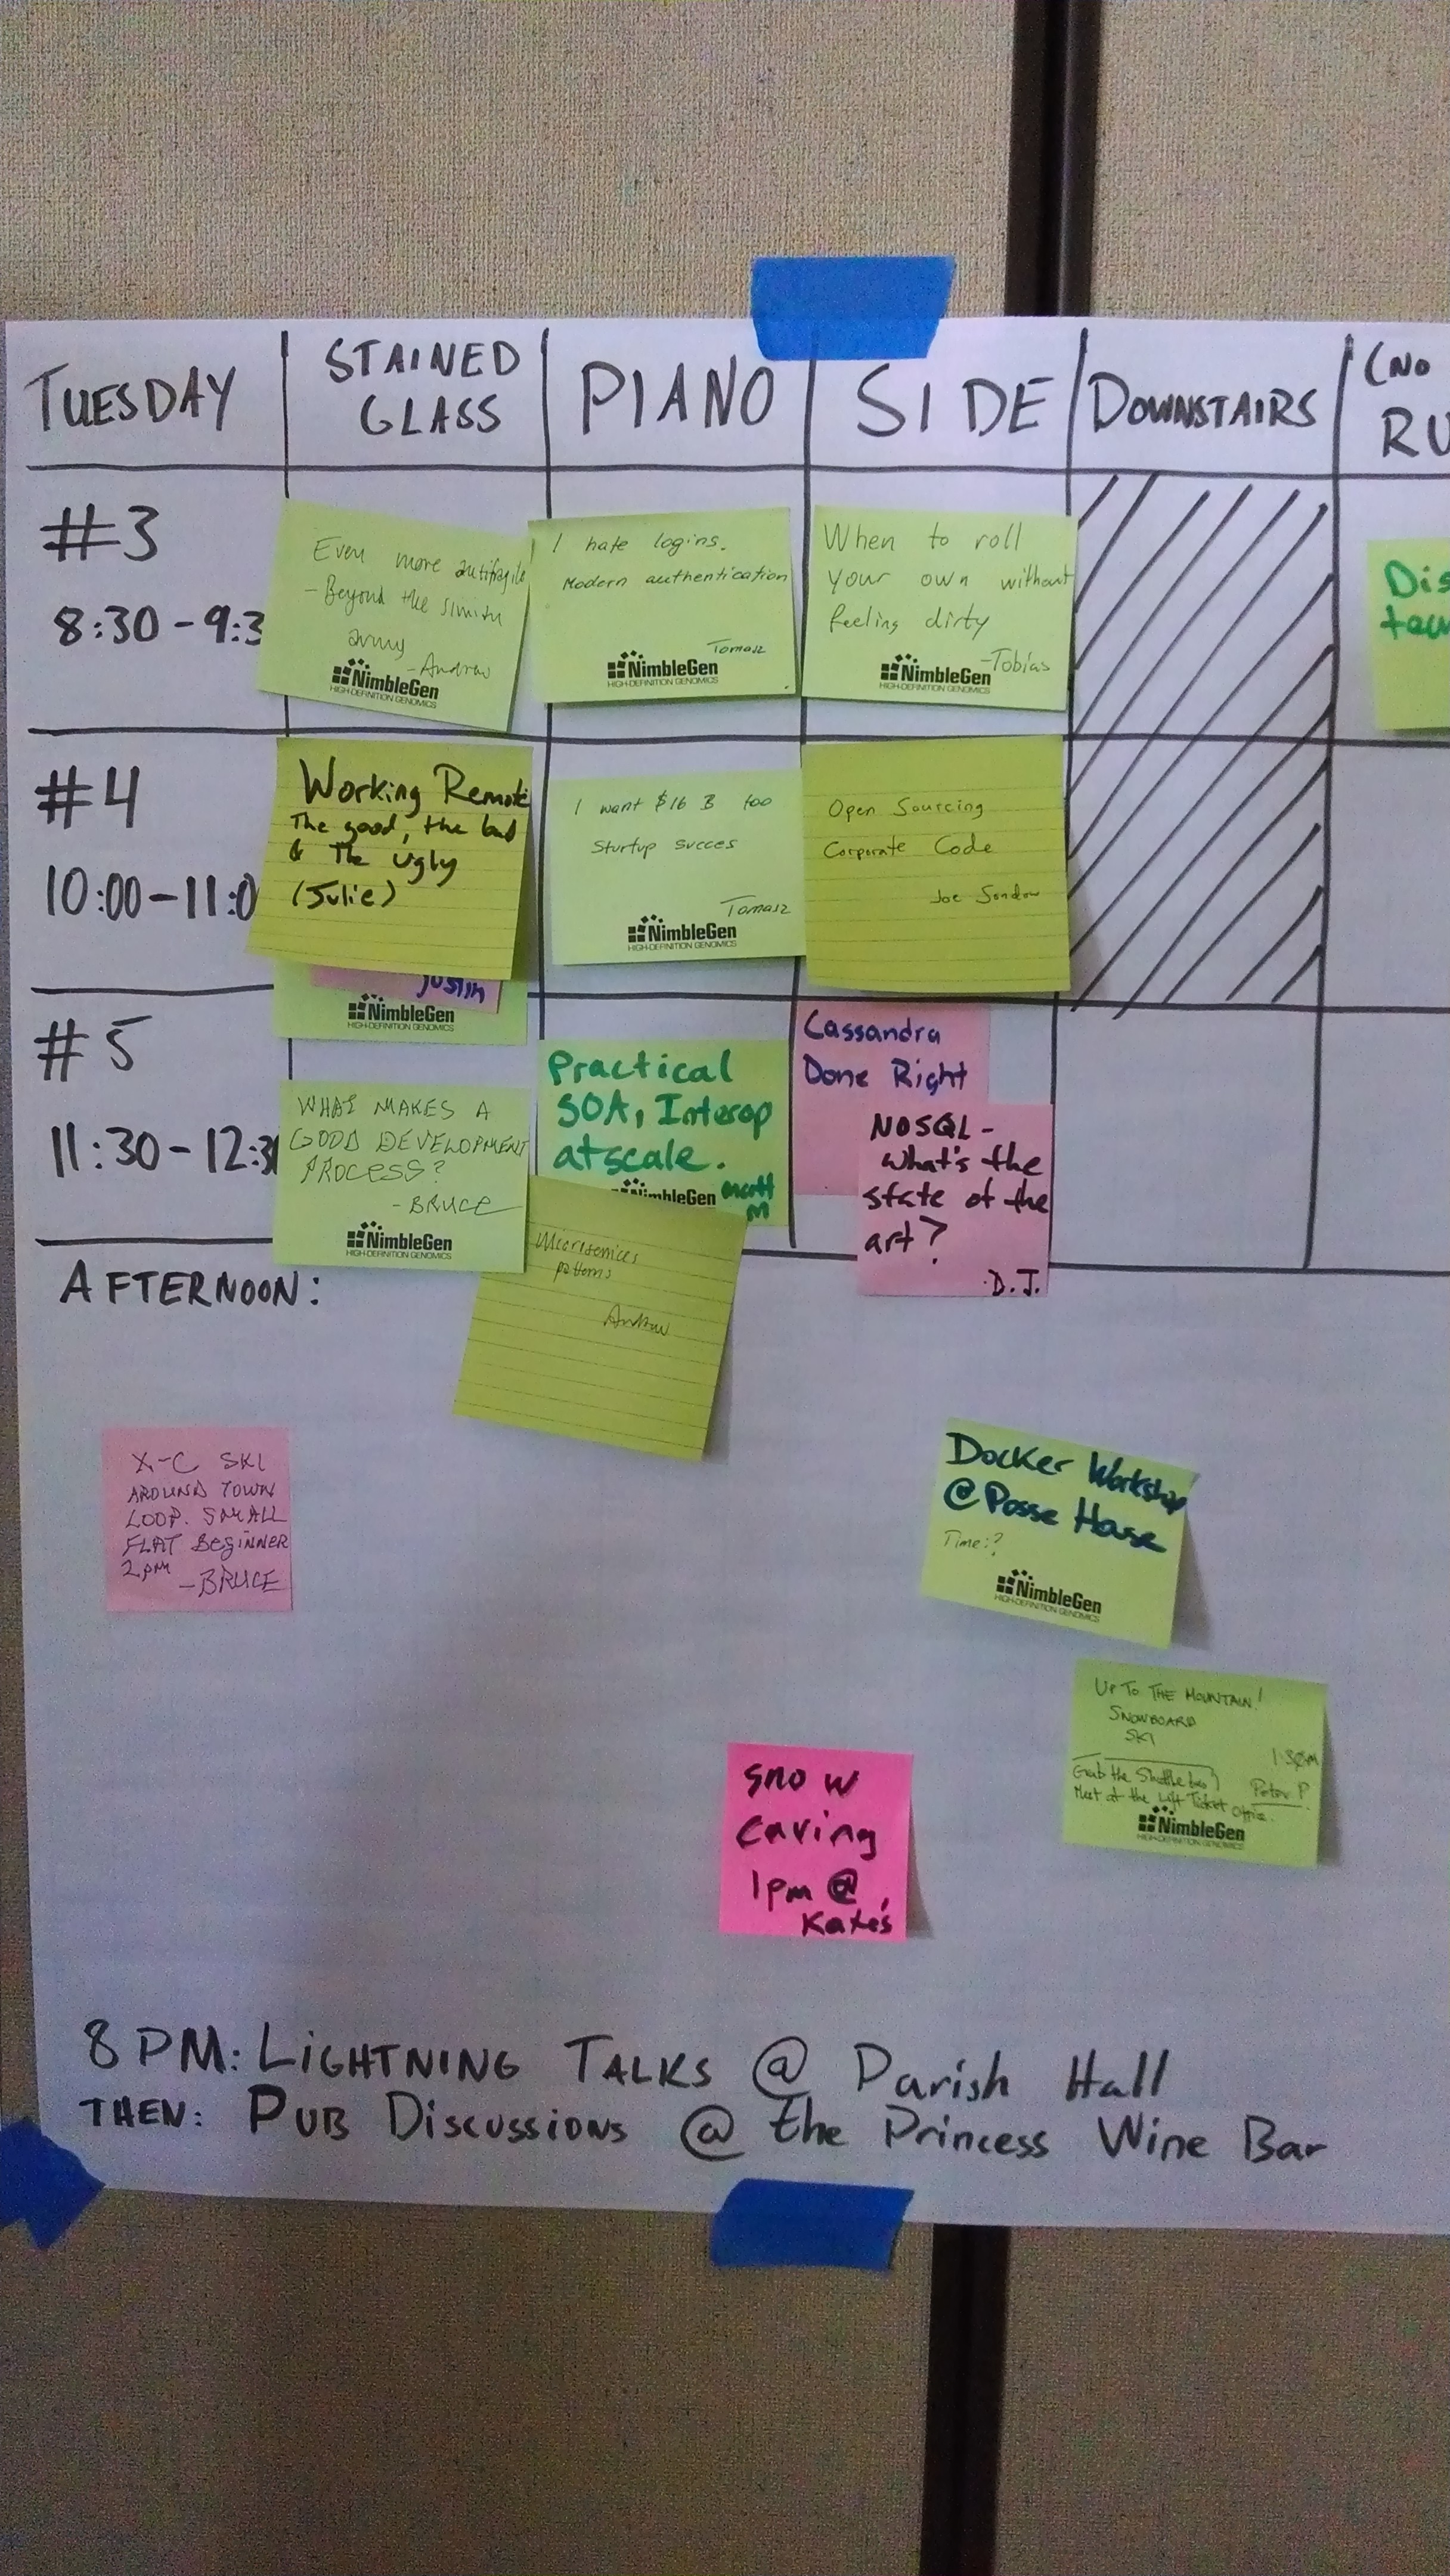 TUESDAY
STAINED
GLASS
PIANO
SIDE
DOWNSTAIRS
(NO
RU
#3
8:30-9:3
Even more antifragile
- Beyond the simian
army
-Andrew
NimbleGen
HIGH-DEFINITION GENOMICS
I hate logins.
Modern authentication
Tomasz
NimbleGen
HIGH-DEFINITION GENOMICS
When to roll
your own without
feeling dirty
-Tobias
NimbleGen
HIGH-DEFINITION GENOMICS
Dis
#4
10:00-11:0
Working Remote
The good, the bad
& The Ugly
(Julie)
Justin
NimbleGen
HIGH-DEFINITION GENOMICS
I want $16 B too
Startup succes
Tomasz
NimbleGen
HIGH-DEFINITION GENOMICS
Open Sourcing
Corporate Code
Joe Sondow
#5
11:30-12:3
WHAT MAKES A
GOOD DEVELOPMENT
PROCESS?
-BRUCE
NimbleGen
HIGH-DEFINITION GENOMICS
Practical
SOA, Interop
at scale.
NimbleGen
Matt
M
Microservices
patterns
Andrew
Cassandra
Done Right
NOSQL -
what's the
state of the
art?
D.J.
AFTERNOON:
X-C SKI
AROUND TOWN
LOOP. SMALL
FLAT Beginner
2pm
-BRUCE
Docker Workshop
@Posse House
Time:?
NimbleGen
HIGH-DEFINITION GENOMICS
UP TO THE MOUNTAIN!
SNOWBOARD
SKI
1:30pm
Grab the Shuttle bus
Peter P
Meet at the Lift Ticket Office.
NimbleGen
HIGH-DEFINITION GENOMICS
Snow
Caving
1pm @
Kate's
8PM: LIGHTNING TALKS @ Parish Hall
THEN: PUB DISCUSSIONS @ the Princess Wine Bar